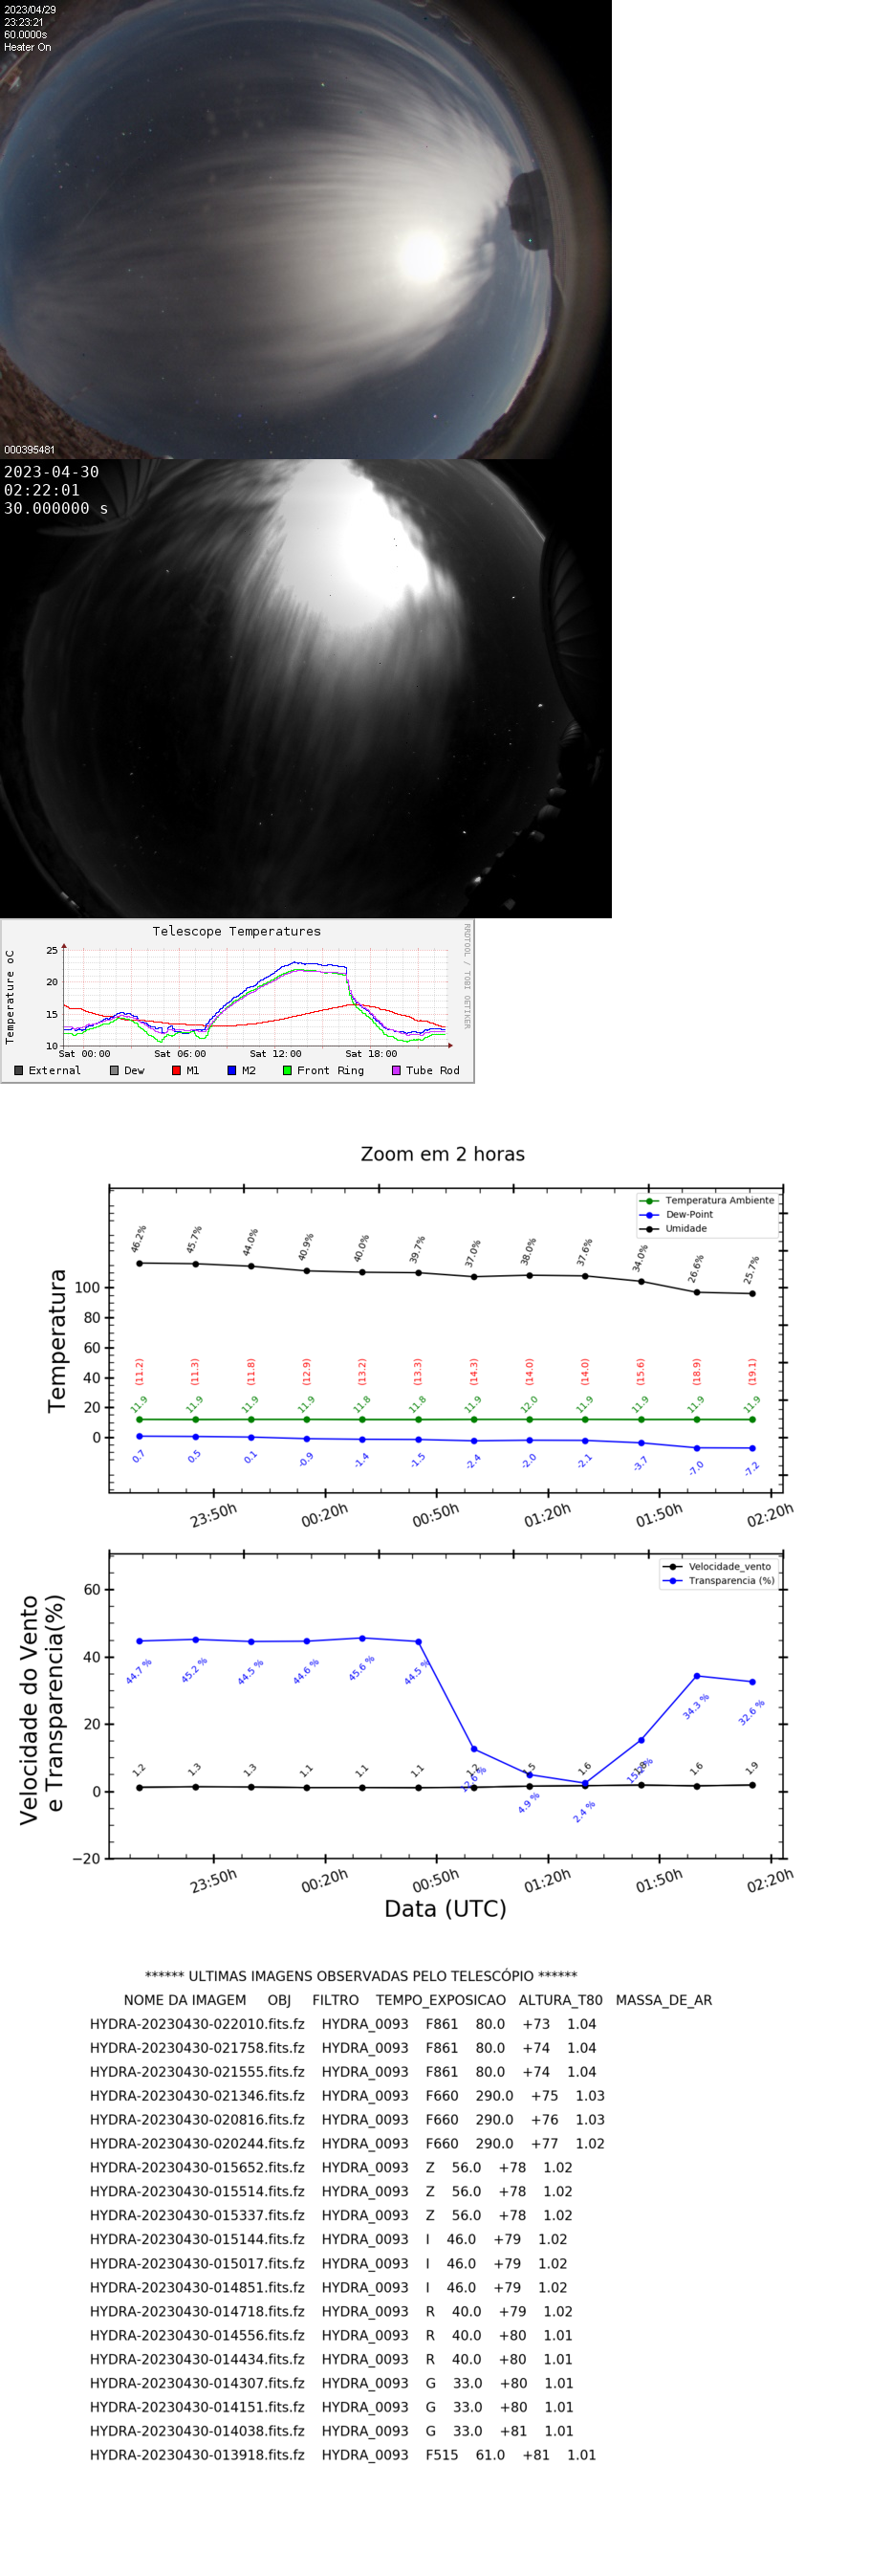 2023/04/29
23:23:21
60.0000s
Heater On
000395481
2023-04-30
02:22:01
30.000000 s
Telescope Temperatures
RRDTOOL / TOBI OETIKER
Temperature oC
25
20
15
10
Sat 00:00 Sat 06:00 Sat 12:00 Sat 18:00
External Dew M1 M2 Front Ring Tube Rod
Zoom em 2 horas
Temperatura Ambiente
Dew-Point
Umidade
46.2% 45.7% 44.0% 40.9% 40.0% 39.7% 37.0% 38.0% 37.6% 34.0% 26.6% 25.7%
Temperatura
100
80
60
40
20
0
(11.2) (11.3) (11.8) (12.9) (13.2) (13.3) (14.3) (14.0) (14.0) (15.6) (18.9) (19.1)
11.9 11.9 11.9 11.9 11.8 11.8 11.9 12.0 11.9 11.9 11.9 11.9
0.7 0.5 0.1 -0.9 -1.4 -1.5 -2.4 -2.0 -2.1 -3.7 -7.0 -7.2
23:50h 00:20h 00:50h 01:20h 01:50h 02:20h
Velocidade_vento
Transparencia (%)
Velocidade do Vento
e Transparencia(%)
60
40
20
0
−20
44.7 % 45.2 % 44.5 % 44.6 % 45.6 % 44.5 % 12.6 % 4.9 % 2.4 % 34.3 % 32.6 %
1.2 1.3 1.3 1.1 1.1 1.1 1.2 1.5 1.6 1.6 1.9
23:50h 00:20h 00:50h 01:20h 01:50h 02:20h
Data (UTC)
****** ULTIMAS IMAGENS OBSERVADAS PELO TELESCÓPIO ******
NOME DA IMAGEM OBJ FILTRO TEMPO_EXPOSICAO ALTURA_T80 MASSA_DE_AR
HYDRA-20230430-022010.fits.fz HYDRA_0093 F861 80.0 +73 1.04
HYDRA-20230430-021758.fits.fz HYDRA_0093 F861 80.0 +74 1.04
HYDRA-20230430-021555.fits.fz HYDRA_0093 F861 80.0 +74 1.04
HYDRA-20230430-021346.fits.fz HYDRA_0093 F660 290.0 +75 1.03
HYDRA-20230430-020816.fits.fz HYDRA_0093 F660 290.0 +76 1.03
HYDRA-20230430-020244.fits.fz HYDRA_0093 F660 290.0 +77 1.02
HYDRA-20230430-015652.fits.fz HYDRA_0093 Z 56.0 +78 1.02
HYDRA-20230430-015514.fits.fz HYDRA_0093 Z 56.0 +78 1.02
HYDRA-20230430-015337.fits.fz HYDRA_0093 Z 56.0 +78 1.02
HYDRA-20230430-015144.fits.fz HYDRA_0093 I 46.0 +79 1.02
HYDRA-20230430-015017.fits.fz HYDRA_0093 I 46.0 +79 1.02
HYDRA-20230430-014851.fits.fz HYDRA_0093 I 46.0 +79 1.02
HYDRA-20230430-014718.fits.fz HYDRA_0093 R 40.0 +79 1.02
HYDRA-20230430-014556.fits.fz HYDRA_0093 R 40.0 +80 1.01
HYDRA-20230430-014434.fits.fz HYDRA_0093 R 40.0 +80 1.01
HYDRA-20230430-014307.fits.fz HYDRA_0093 G 33.0 +80 1.01
HYDRA-20230430-014151.fits.fz HYDRA_0093 G 33.0 +80 1.01
HYDRA-20230430-014038.fits.fz HYDRA_0093 G 33.0 +81 1.01
HYDRA-20230430-013918.fits.fz HYDRA_0093 F515 61.0 +81 1.01